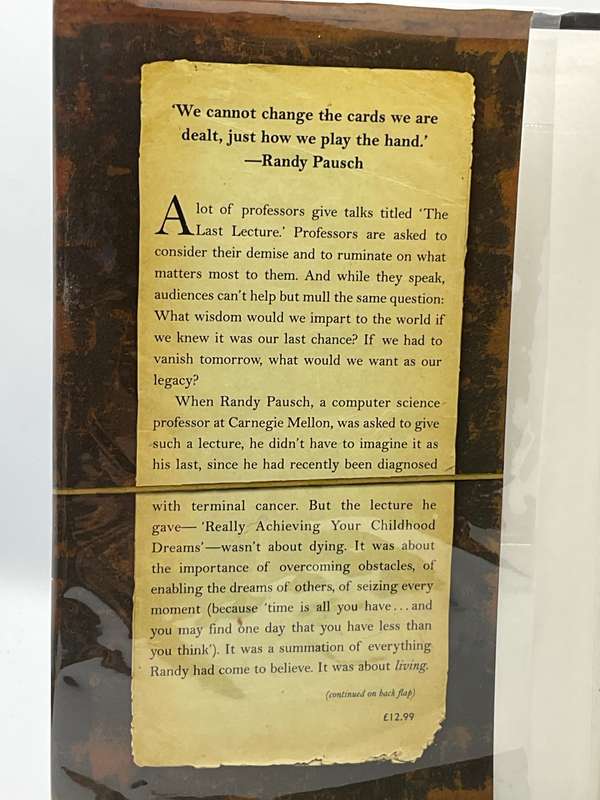 ‘We cannot change the cards we are
dealt, just how we play the hand.’
—Randy Pausch
A lot of professors give talks titled ‘The
Last Lecture.’ Professors are asked to
consider their demise and to ruminate on what
matters most to them. And while they speak,
audiences can’t help but mull the same question:
What wisdom would we impart to the world if
we knew it was our last chance? If we had to
vanish tomorrow, what would we want as our
legacy?
When Randy Pausch, a computer science
professor at Carnegie Mellon, was asked to give
such a lecture, he didn’t have to imagine it as
his last, since he had recently been diagnosed
with terminal cancer. But the lecture he
gave— ‘Really Achieving Your Childhood
Dreams’—wasn’t about dying. It was about
the importance of overcoming obstacles, of
enabling the dreams of others, of seizing every
moment (because ‘time is all you have...and
you may find one day that you have less than
you think’). It was a summation of everything
Randy had come to believe. It was about living.
(continued on back flap)
£12.99